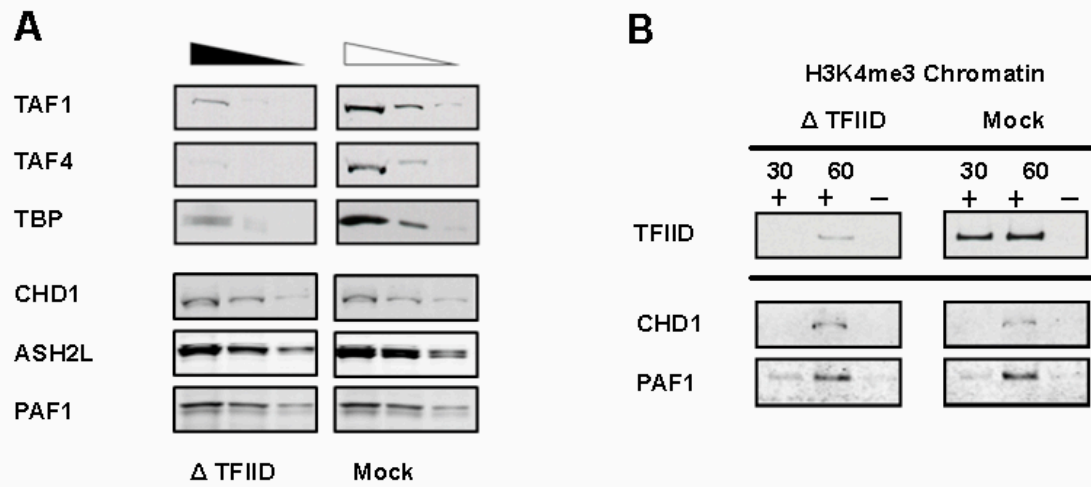 A
TAF1
TAF4
TBP
CHD1
ASH2L
PAF1
Δ TFIID Mock
B
H3K4me3 Chromatin
Δ TFIID Mock
30 60 30 60
+ + – + + –
TFIID
CHD1
PAF1